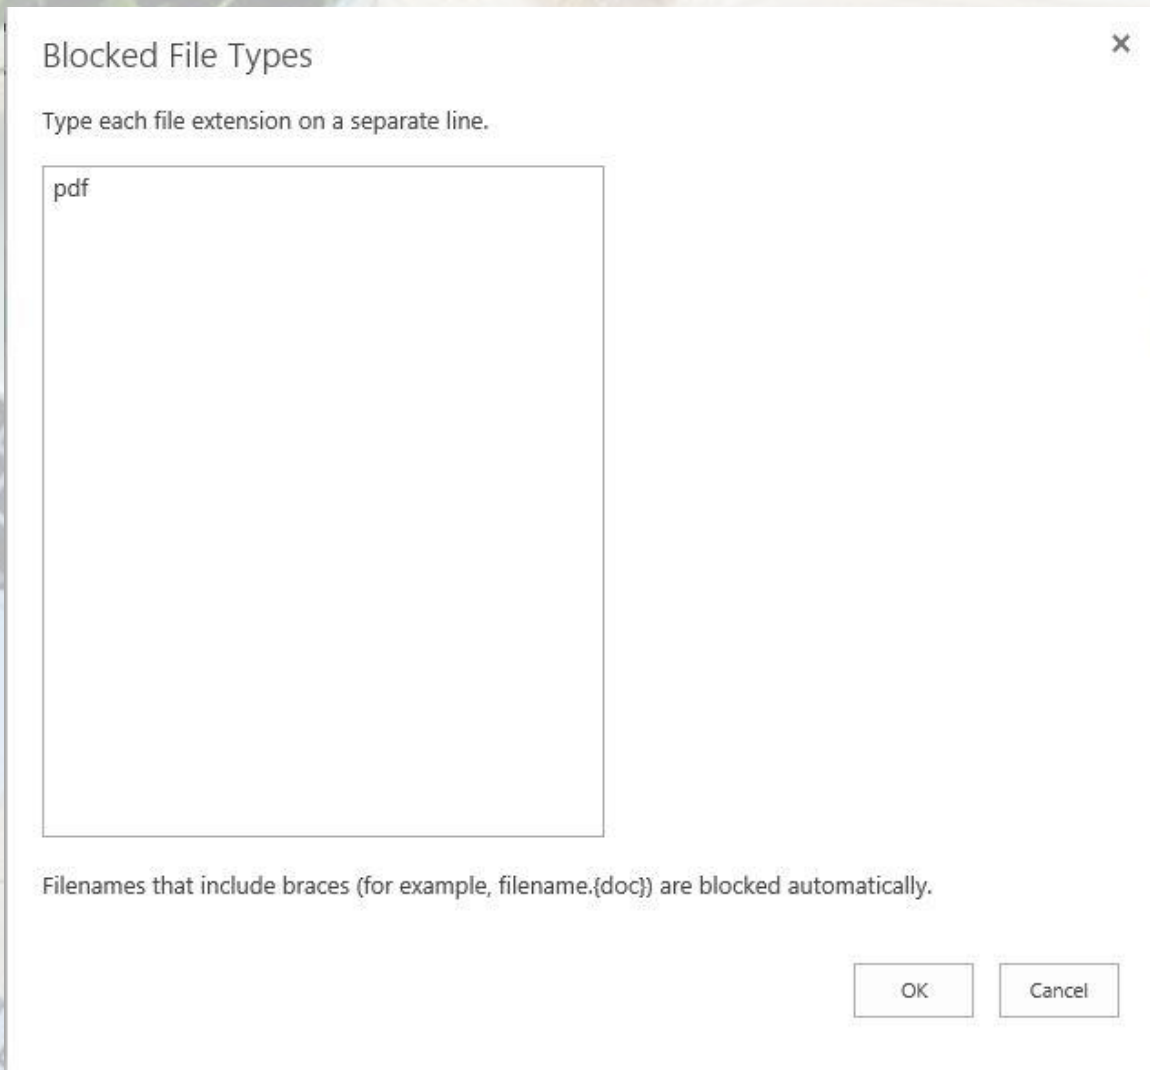 Blocked File Types
Type each file extension on a separate line.
pdf
Filenames that include braces (for example, filename.{doc}) are blocked automatically.
OK
Cancel